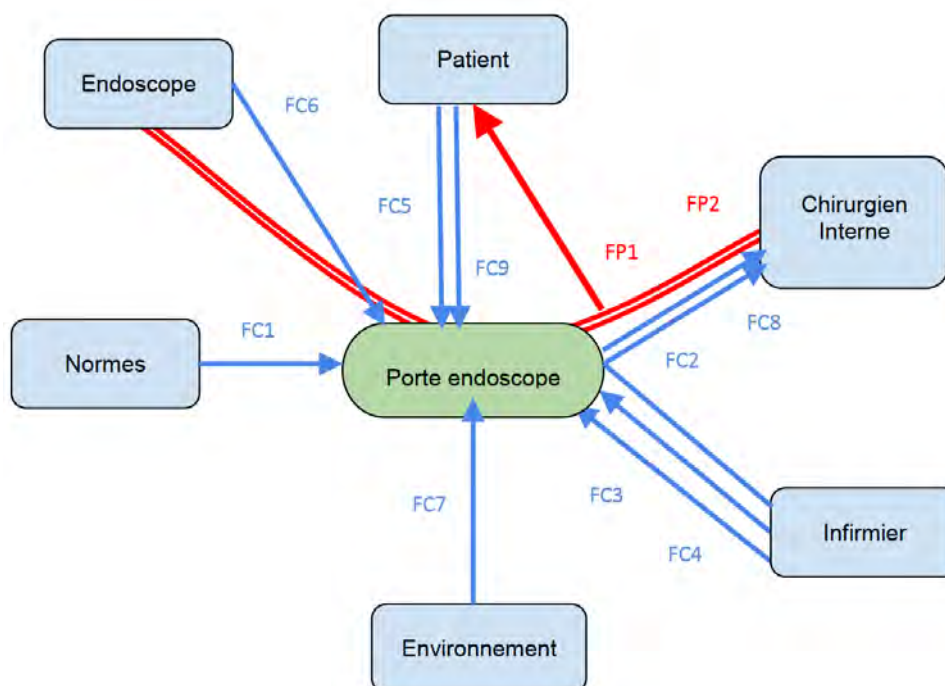 Patient
Endoscope
FC6
FC5
FP2
Chirurgien
Interne
FP1
FC9
FC1
FC8
FC2
Normes
Porte endoscope
FC7
FC3
Infirmier
FC4
Environnement